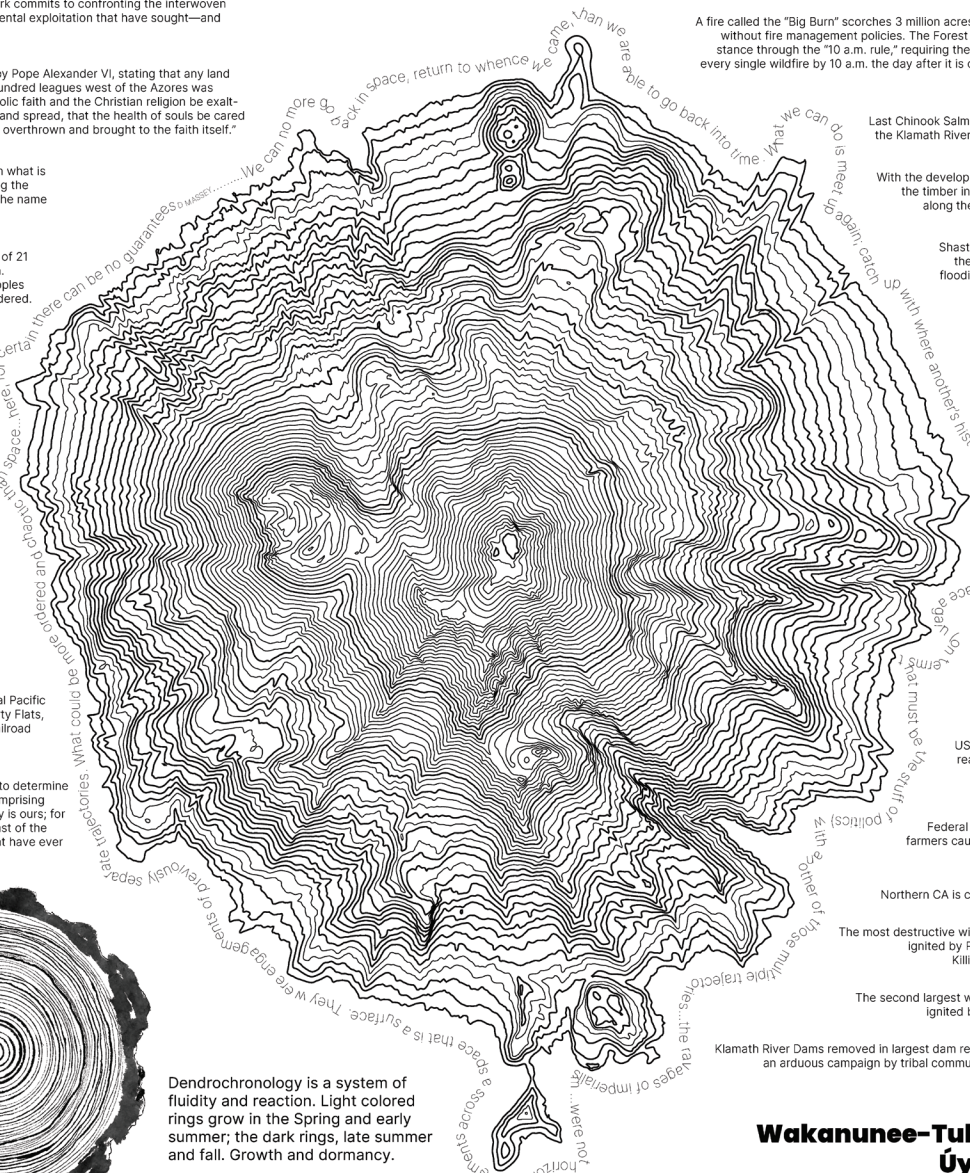 rk commits to confronting the interwoven
ental exploitation that have sought—and
by Pope Alexander VI, stating that any land
undred leagues west of the Azores was
olic faith and the Christian religion be exalt-
and spread, that the health of souls be cared
overthrown and brought to the faith itself.”
n what is
g the
he name
of 21
ples
dered.
al Pacific
ty Flats,
ilroad
to determine
mprising
y is ours; for
ast of the
at have ever
A fire called the “Big Burn” scorches 3 million acres
without fire management policies. The Forest
stance through the “10 a.m. rule,” requiring the
every single wildfire by 10 a.m. the day after it is
Last Chinook Salm
the Klamath River
With the develop
the timber in
along the
Shast
the
floodi
US
rea
Federal
farmers cau
Northern CA is c
The most destructive wi
ignited by P
Killi
The second largest w
ignited b
Klamath River Dams removed in largest dam re
an arduous campaign by tribal commu
We can no more go back in space, return to whence we came, than we are able to go back into time. What we can do is meet up again; catch up with where another’s his
ace a
on terms that must be the stuff of politics} with another of those multiple trajectories...the ravages of imperialism....were not horizo
ements across a space that is a surface. They were engagements of previously separate trajectories. What could be more ordered and chaotic than space...here, for certain there can be no guarantees D MASSEY........
Dendrochronology is a system of
fluidity and reaction. Light colored
rings grow in the Spring and early
summer; the dark rings, late summer
and fall. Growth and dormancy.
Wakanunee-Tul
Úv